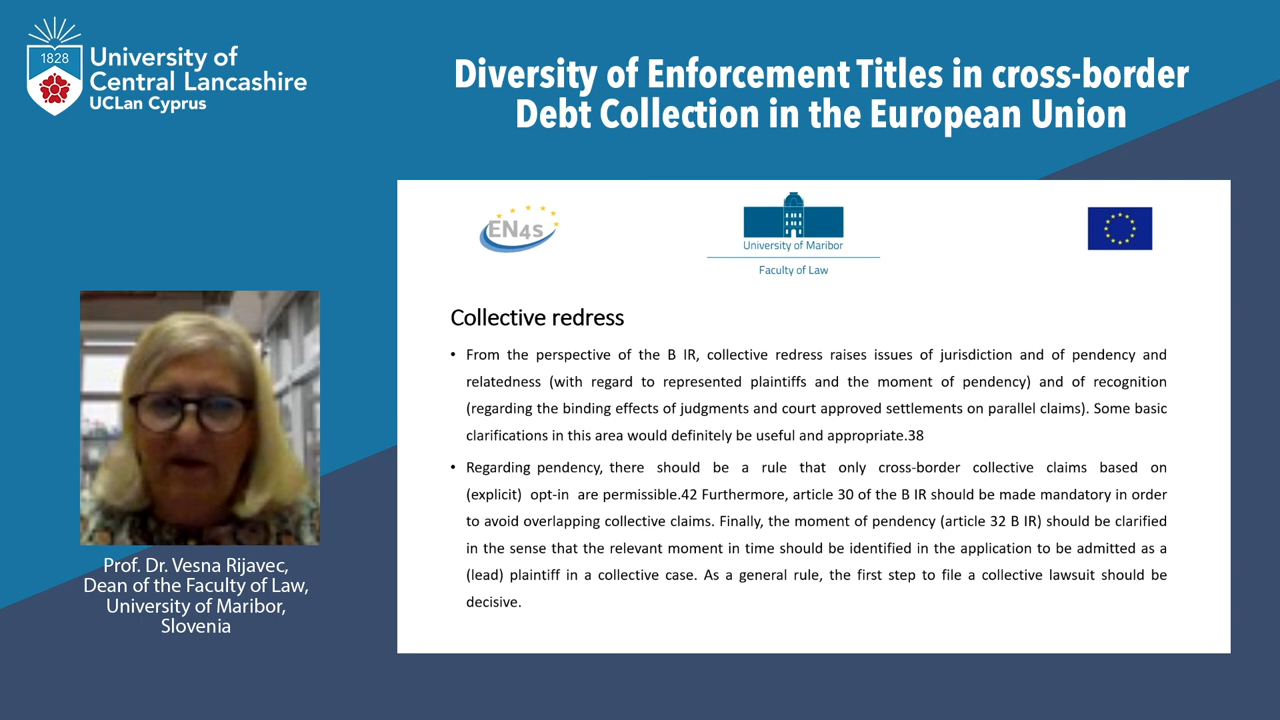 1828
University of
Central Lancashire
UCLan Cyprus
Diversity of Enforcement Titles in cross-border
Debt Collection in the European Union
EN4s
University of Maribor
Faculty of Law
Collective redress
• From the perspective of the B IR, collective redress raises issues of jurisdiction and of pendency and
relatedness (with regard to represented plaintiffs and the moment of pendency) and of recognition
(regarding the binding effects of judgments and court approved settlements on parallel claims). Some basic
clarifications in this area would definitely be useful and appropriate.38
• Regarding pendency, there should be a rule that only cross-border collective claims based on
(explicit) opt-in are permissible.42 Furthermore, article 30 of the B IR should be made mandatory in order
to avoid overlapping collective claims. Finally, the moment of pendency (article 32 B IR) should be clarified
in the sense that the relevant moment in time should be identified in the application to be admitted as a
(lead) plaintiff in a collective case. As a general rule, the first step to file a collective lawsuit should be
decisive.
Prof. Dr. Vesna Rijavec,
Dean of the Faculty of Law,
University of Maribor,
Slovenia